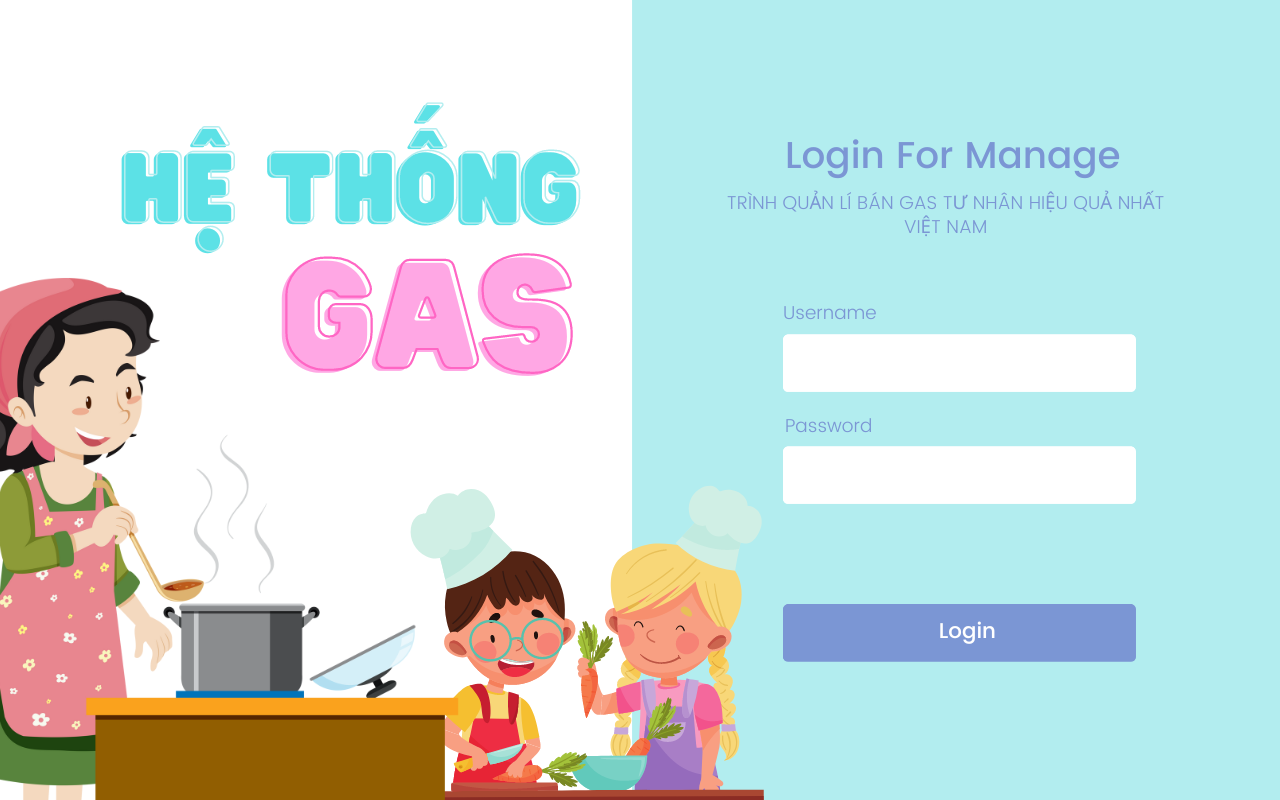 HỆ THỐNG
GAS
Login For Manage
TRÌNH QUẢN LÍ BÁN GAS TƯ NHÂN HIỆU QUẢ NHẤT
VIỆT NAM
Username
Password
Login